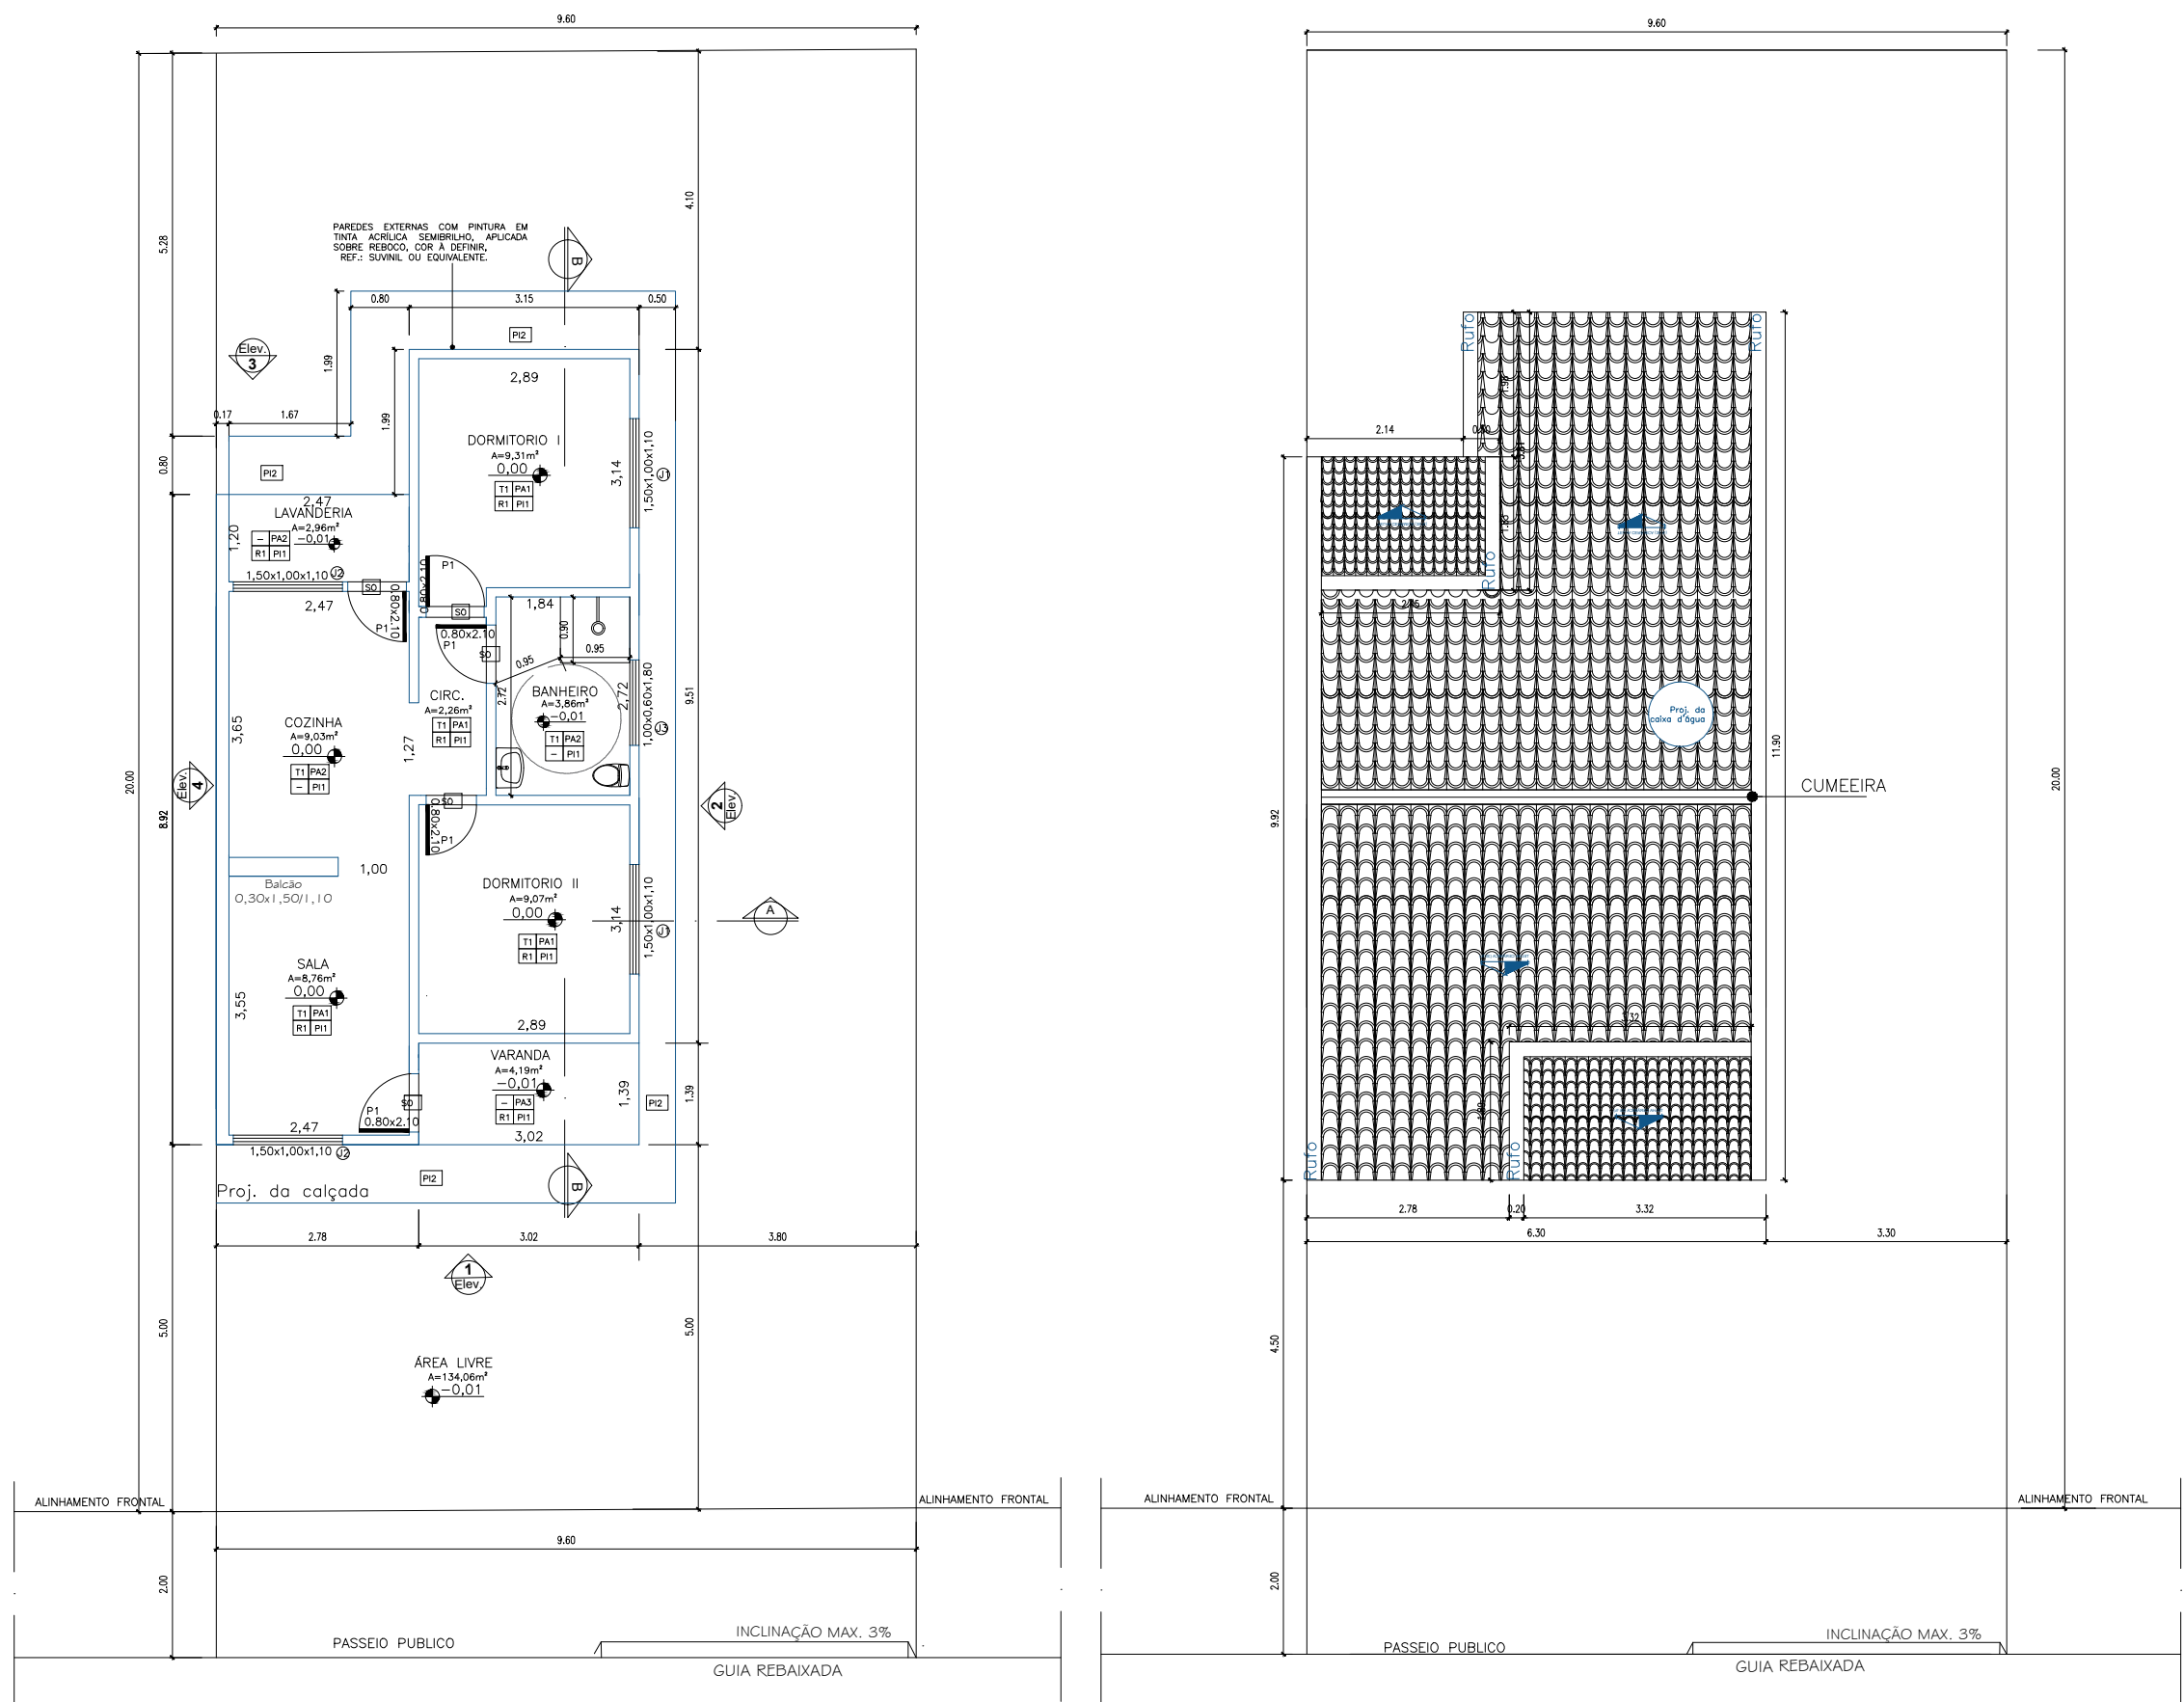 9.60
5.28
4.10
20.00
PAREDES EXTERNAS COM PINTURA EM
TINTA ACRÍLICA SEMIBRILHO, APLICADA
SOBRE REBOCO, COR À DEFINIR,
REF.: SUVINIL OU EQUIVALENTE.
B
0.80
3.15
0.50
PI2
Elev.
3
1.99
1.99
0.17
1.67
0.80
PI2
2,89
DORMITORIO I
A=9,31m²
0,00
T1 PA1
R1 PI1
3,14
1,50x1,00x1,10
J1
2,47
LAVANDERIA
A=2,96m²
-0,01
- PA2
R1 PI1
1,20
1,50x1,00x1,10 J2
S0
2,47
0.80x2.10
P1
0.80x2.10
P1
S0
0.80x2.10
P1
S0
1,84
0.90
0.95
0.95
2.72
BANHEIRO
A=3,86m²
-0,01
T1 PA2
- PI1
2,72
1,00x0,60x1,80
J3
9.51
CIRC.
A=2,26m²
T1 PA1
R1 PI1
1,27
3,65
COZINHA
A=9,03m²
0,00
T1 PA2
- PI1
Elev.
4
2
Elev.
8.92
S0
0.80x2.10
P1
1,00
Balcão
0,30x1,50/1,10
DORMITORIO II
A=9,07m²
0,00
T1 PA1
R1 PI1
3,14
1,50x1,00x1,10
J1
A
SALA
A=8,76m²
0,00
T1 PA1
R1 PI1
3,55
2,89
VARANDA
A=4,19m²
-0,01
- PA3
R1 PI1
1,39
PI2
1.39
P1
0.80x2.10
S0
2,47
3,02
1,50x1,00x1,10 J2
PI2
B
Proj. da calçada
2.78
3.02
3.80
1
Elev.
5.00
5.00
ÁREA LIVRE
A=134,06m²
-0,01
ALINHAMENTO FRONTAL
ALINHAMENTO FRONTAL
9.60
2.00
PASSEIO PUBLICO
INCLINAÇÃO MAX. 3%
GUIA REBAIXADA
9.60
Rufo
Rufo
1.98
2.14
Rufo
Proj. da
caixa d'água
11.90
20.00
CUMEEIRA
9.92
Rufo
Rufo
2.78
0.20
3.32
6.30
3.30
4.50
ALINHAMENTO FRONTAL
ALINHAMENTO FRONTAL
2.00
PASSEIO PUBLICO
INCLINAÇÃO MAX. 3%
GUIA REBAIXADA